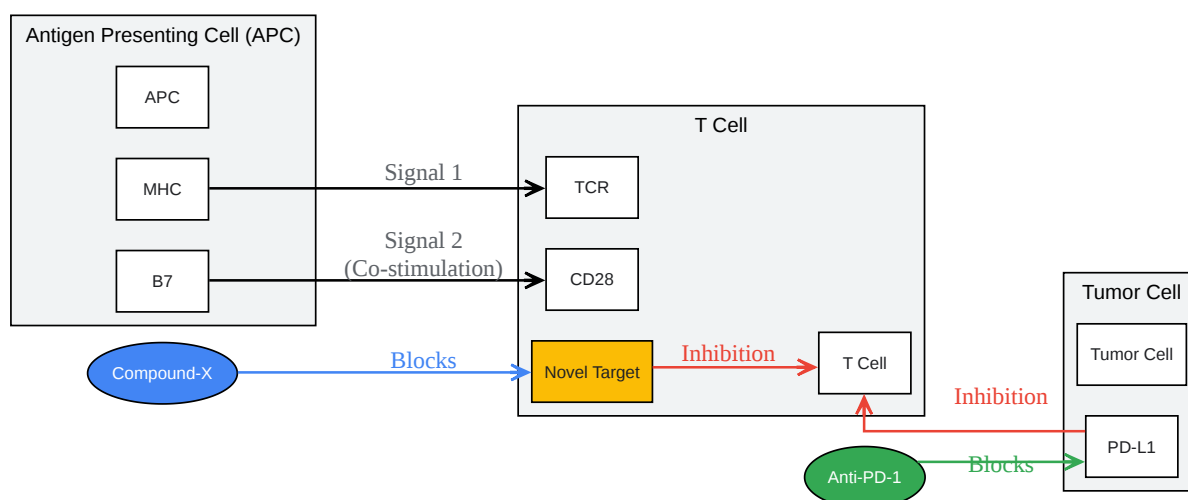 Antigen Presenting Cell (APC)
APC
MHC
B7
Signal 1
Signal 2
(Co-stimulation)
T Cell
TCR
CD28
Compound-X
Blocks
Novel Target
Inhibition
T Cell
Tumor Cell
Tumor Cell
Inhibition
PD-L1
Anti-PD-1
Blocks